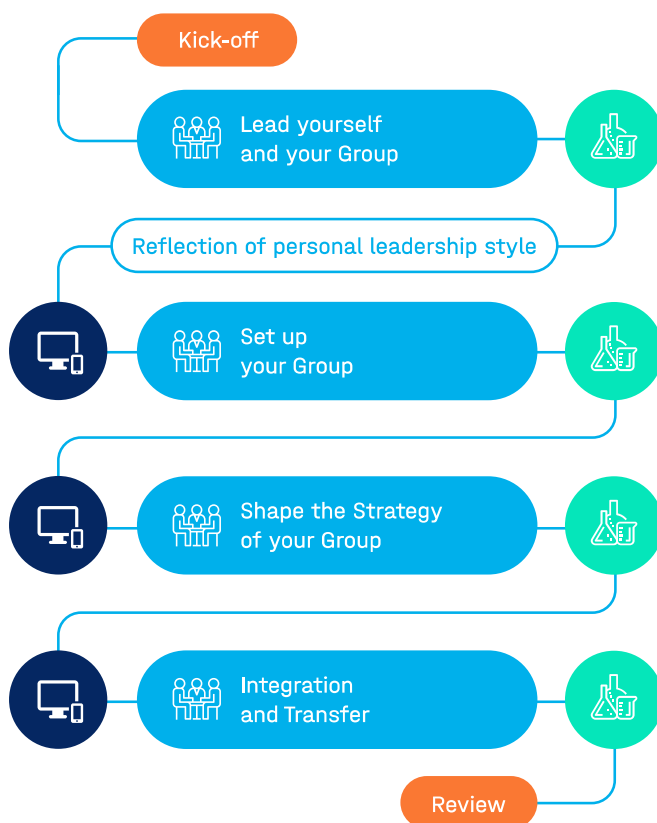 Kick-off
Lead yourself
and your Group
Reflection of personal leadership style
Set up
your Group
Shape the Strategy
of your Group
Integration
and Transfer
Review